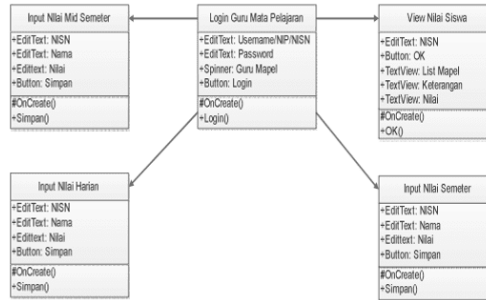 Input NIlai Mid Semeter
+EditText: NISN
+EditText: Nama
+Edittext: Nilai
+Button: Simpan
#OnCreate()
+Simpan()
Login Guru Mata Pelajaran
+EditText: Username/NIP/NISN
+EditText: Password
+Spinner: Guru Mapel
+Button: Login
#OnCreate()
+Login()
View Nilai Siswa
+EditText: NISN
+Button: OK
+TextView: List Mapel
+TextView: Keterangan
+TextView: Nilai
#OnCreate()
+OK()
Input NIlai Harian
+EditText: NISN
+EditText: Nama
+Edittext: Nilai
+Button: Simpan
#OnCreate()
+Simpan()
Input NIlai Semeter
+EditText: NISN
+EditText: Nama
+Edittext: Nilai
+Button: Simpan
#OnCreate()
+Simpan()